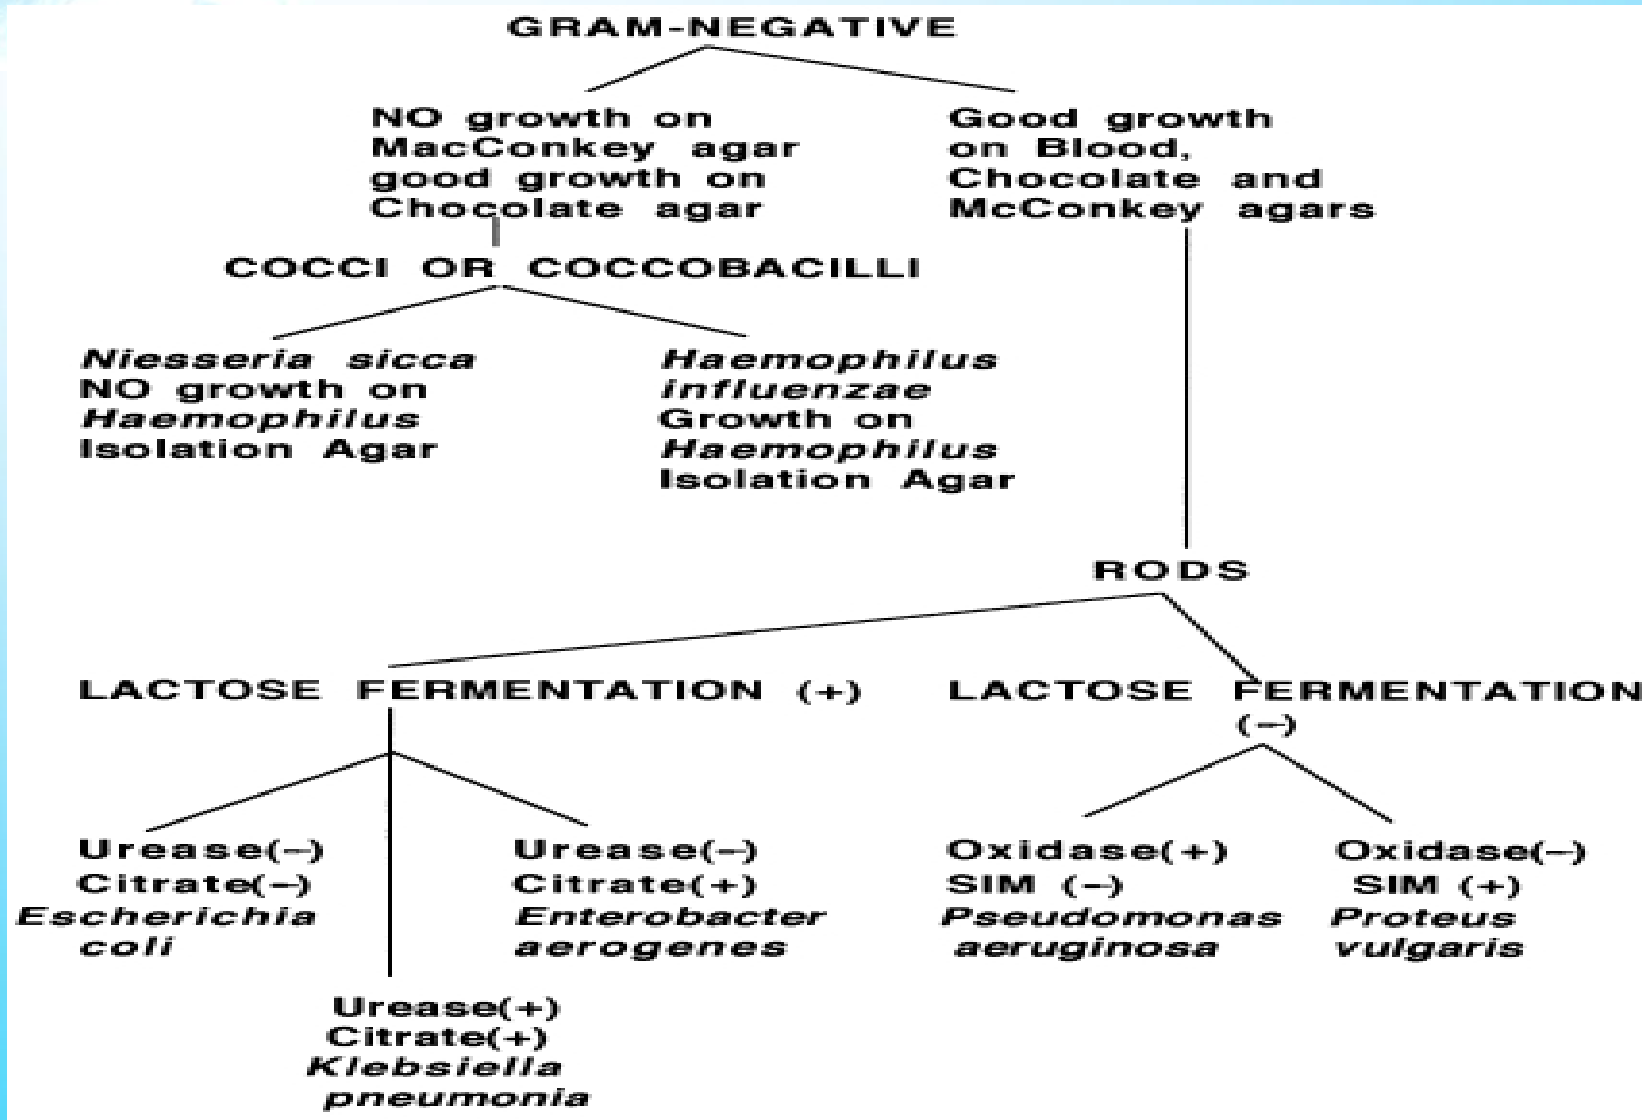 GRAM-NEGATIVE
NO growth on
MacConkey agar
good growth on
Chocolate agar
Good growth
on Blood,
Chocolate and
McConkey agars
COCCI OR COCCOBACILLI
Niesseria sicca
NO growth on
Haemophilus
Isolation Agar
Haemophilus
influenzae
Growth on
Haemophilus
Isolation Agar
RODS
LACTOSE FERMENTATION (+)
LACTOSE FERMENTATION
(–)
Urease(–)
Citrate(–)
Escherichia
coli
Urease(–)
Citrate(+)
Enterobacter
aerogenes
Urease(+)
Citrate(+)
Klebsiella
pneumonia
Oxidase(+)
SIM (–)
Pseudomonas
aeruginosa
Oxidase(–)
SIM (+)
Proteus
vulgaris